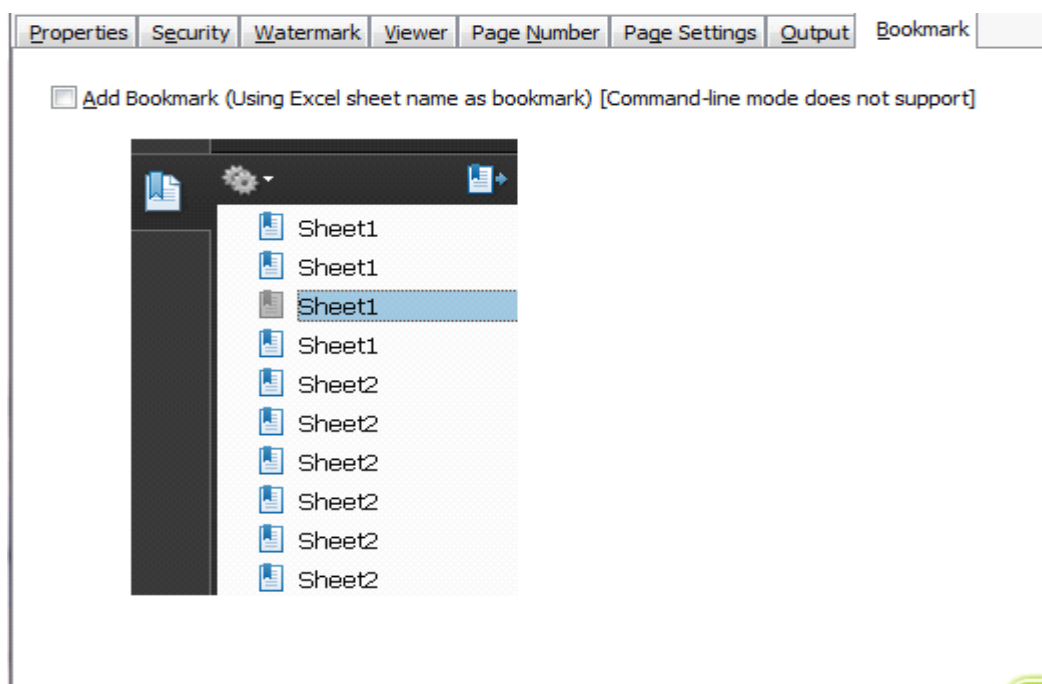 Properties Security Watermark Viewer Page Number Page Settings Output Bookmark
Add Bookmark (Using Excel sheet name as bookmark) [Command-line mode does not support]
Sheet1
Sheet1
Sheet1
Sheet1
Sheet2
Sheet2
Sheet2
Sheet2
Sheet2
Sheet2